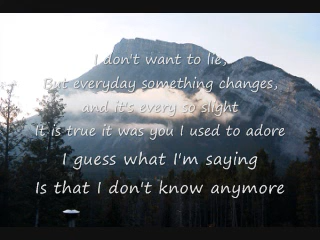 I don't want to lie,
But everyday something changes,
and it's every so slight
It is true it was you I used to adore
I guess what I'm saying
Is that I don't know anymore